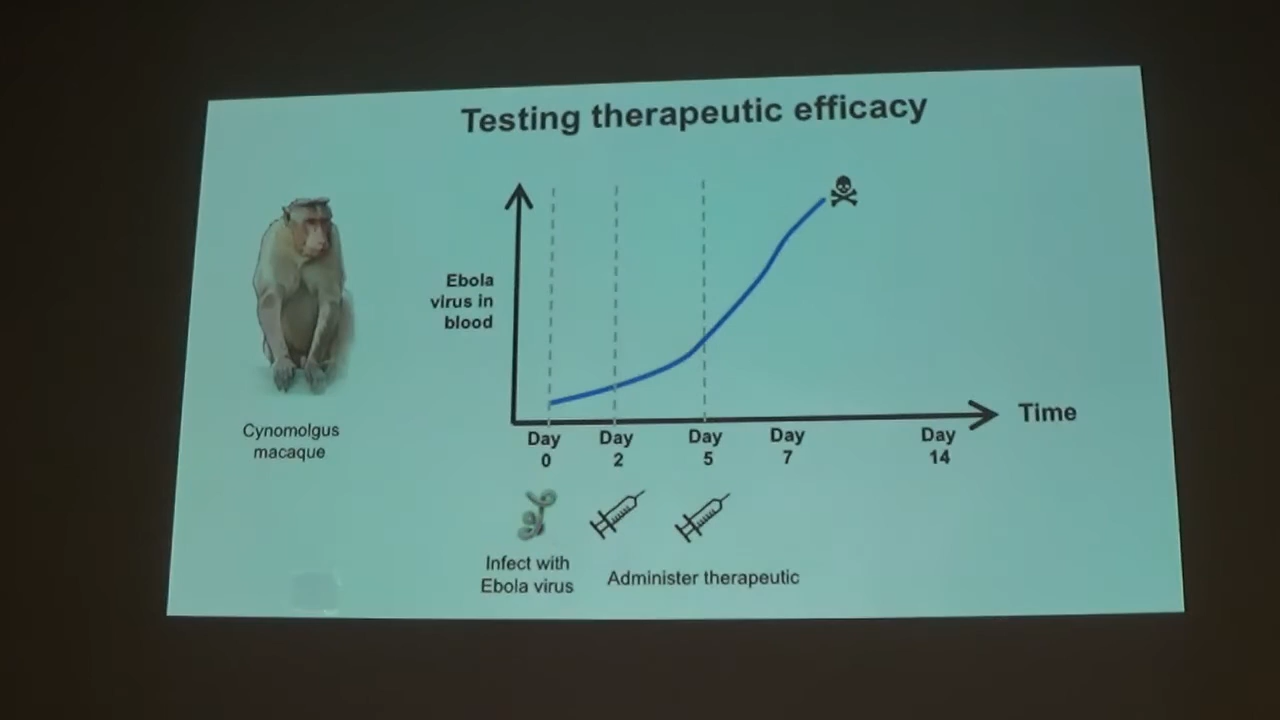 Testing therapeutic efficacy
Ebola
virus in
blood
Time
Day
0
Day
2
Day
5
Day
7
Day
14
Cynomolgus
macaque
Infect with
Ebola virus
Administer therapeutic